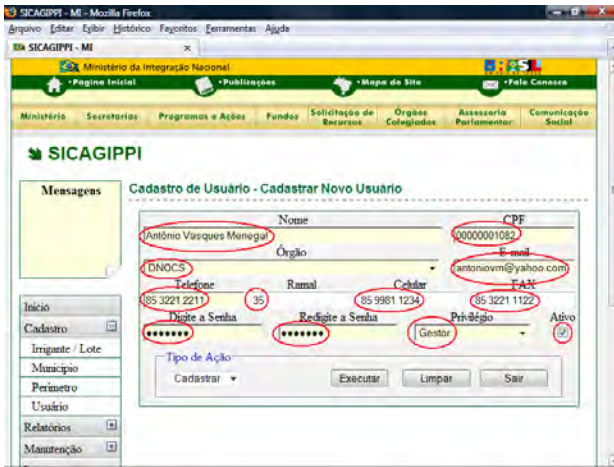 SICAGIPPI - MI - Mozilla Firefox
Arquivo Editar Exibir Histórico Favoritos Ferramentas Ajuda
SICAGIPPI - MI
Ministério da Integração Nacional
Pagina Inicial Publicações Mapa do Site Fale Conosco
Ministério Secretarias Programas e Ações Fundos Solicitação de Recursos Órgãos Colegiados Assessoria Parlamentar Comunicação Social
SICAGIPPI
Mensagens
Cadastro de Usuário - Cadastrar Novo Usuário
Nome CPF
Antônio Vasques Menegal 00000001082
Órgão E-mail
DNOCS antoniovm@yahoo.com
Telefone Ramal Celular FAX
85 3221 2211 35 85 9981 1234 85 3221 1122
Digite a Senha Redigite a Senha Privilégio Ativo
••••••• ••••••• Gestor
Tipo de Ação
Cadastrar Executar Limpar Sair
Inicio
Cadastro
Irrigante / Lote
Município
Perimetro
Usuário
Relatórios
Manutenção